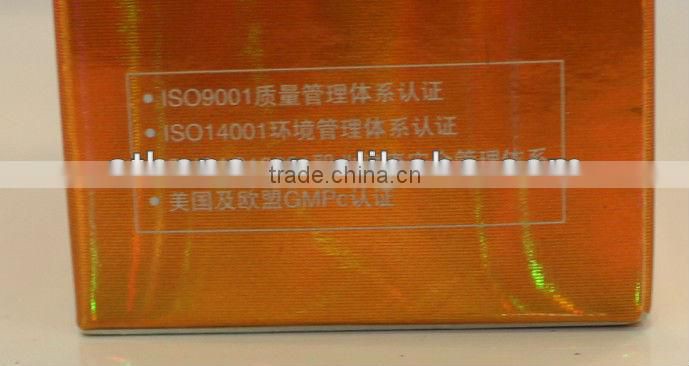 • ISO9001质量管理体系认证
• ISO14001环境管理体系认证
管理体系
trade.china.cn
• 美国及欧盟GMPc认证